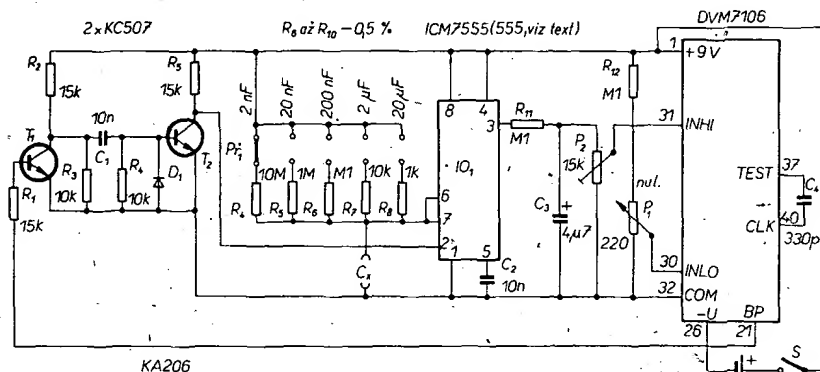 2xKC507
R₆ až R₁₀ – 0,5 %
ICM7555(555, viz text)
DVM7106
R₂
15k
R₅
15k
2 nF
20 nF
200 nF
2 µF
20 µF
8
4
1
+9V
R₁₂
M1
T₁
10n
C₁
T₂
Př₁
3
R₁₁
M1
P₂
15k
31
INHI
R₃
10k
R₄
10k
D₁
10M
1M
M1
10k
1k
R₄
R₅
R₆
R₇
R₈
IO₁
6
7
2
1
5
TEST
37
C₄
nul.
P₁
CLK
40
330p
R₁
15k
C₃
+
4µ7
220
Cₓ
C₂
10n
30
INLO
32
COM
-U
BP
26
21
KA206
+
S